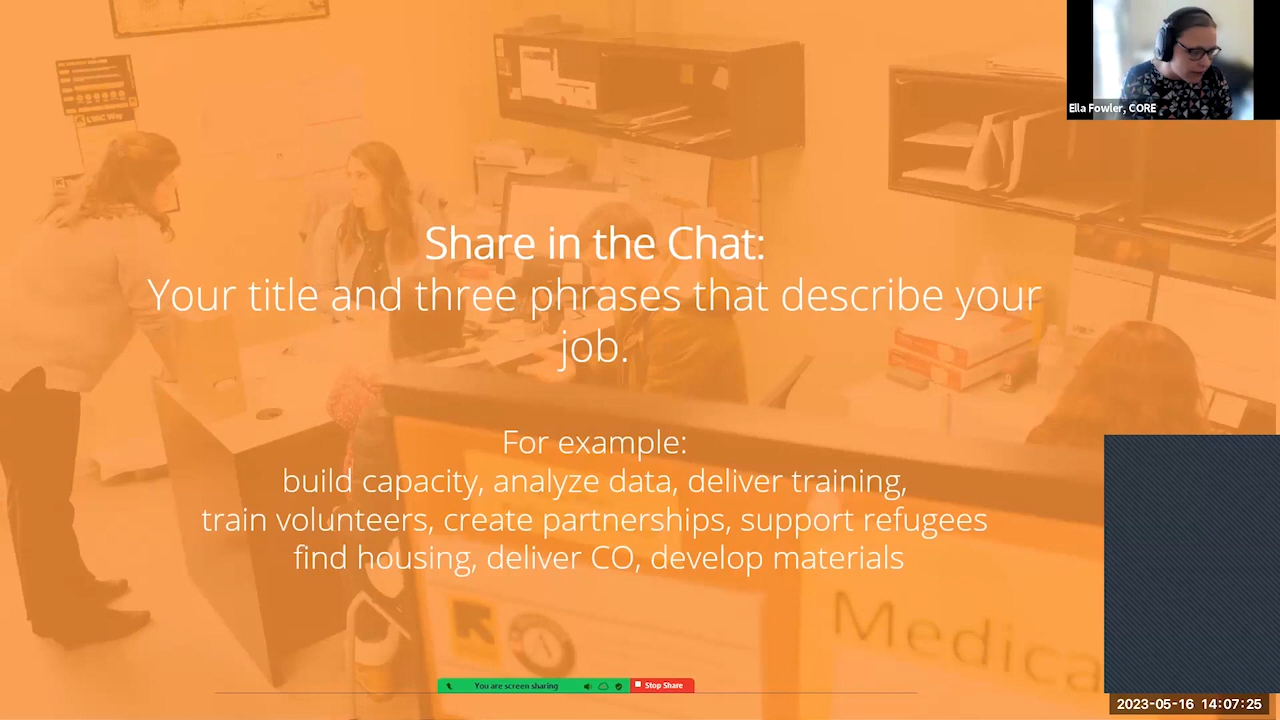 Ella Fowler, CORE
Share in the Chat:
Your title and three phrases that describe your
job.
For example:
build capacity, analyze data, deliver training,
train volunteers, create partnerships, support refugees
find housing, deliver CO, develop materials
Medica
You are screen sharing
Stop Share
2023-05-16 14:07:25